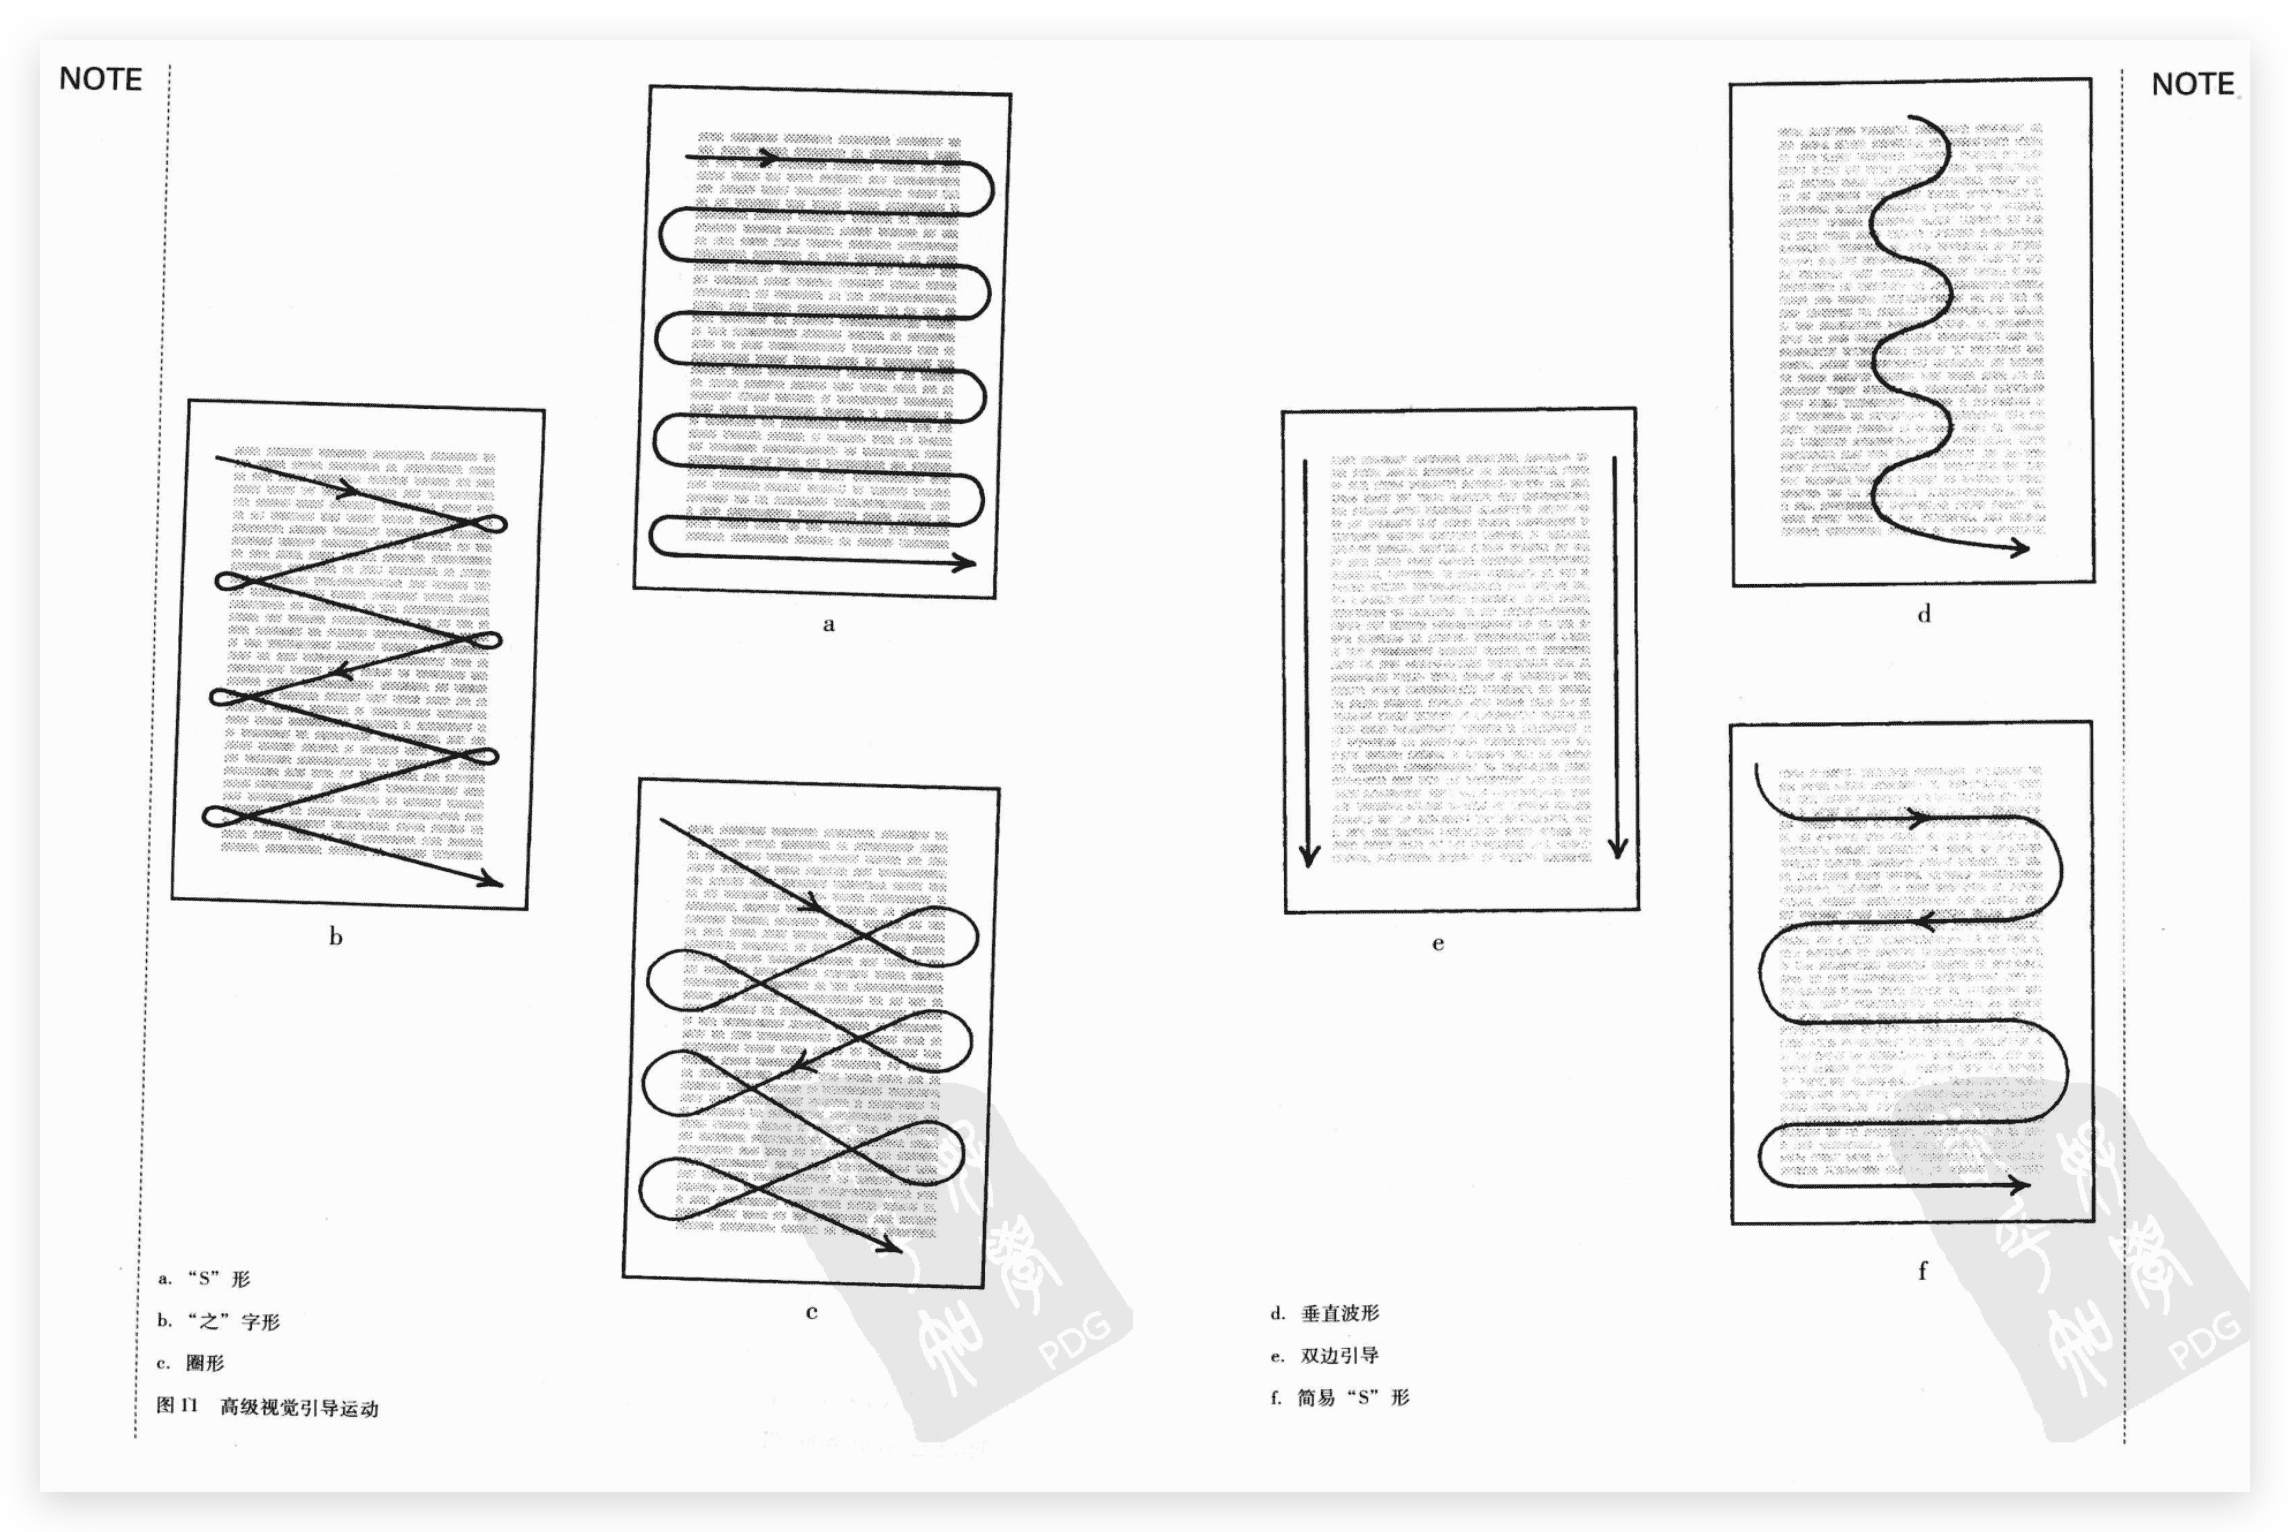 NOTE
a
b
c
a. “S” 形
b. “之” 字形
c. 圈形
图 11 高级视觉引导运动
NOTE
d
e
f
d. 垂直波形
e. 双边引导
f. 简易 “S” 形
PDG
PDG